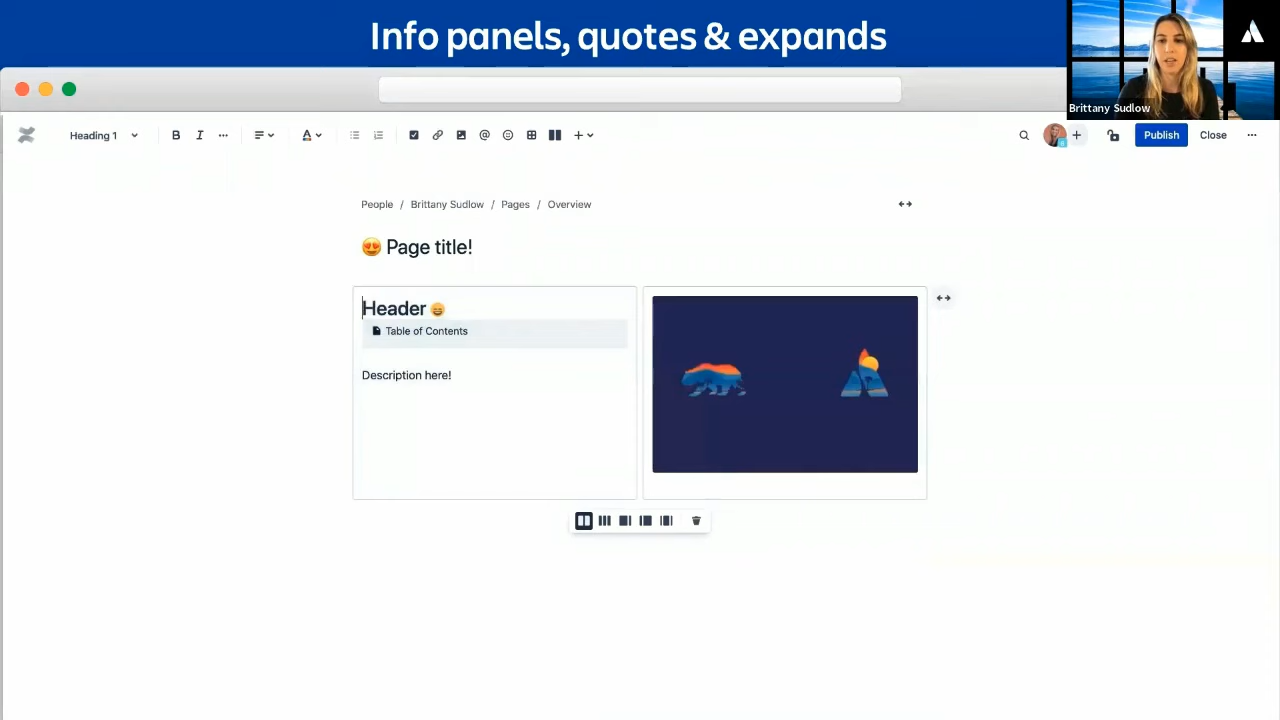 Info panels, quotes & expands
Brittany Sudlow
Heading 1
B
I
A
Publish
Close
People / Brittany Sudlow / Pages / Overview
Page title!
Header
Table of Contents
Description here!